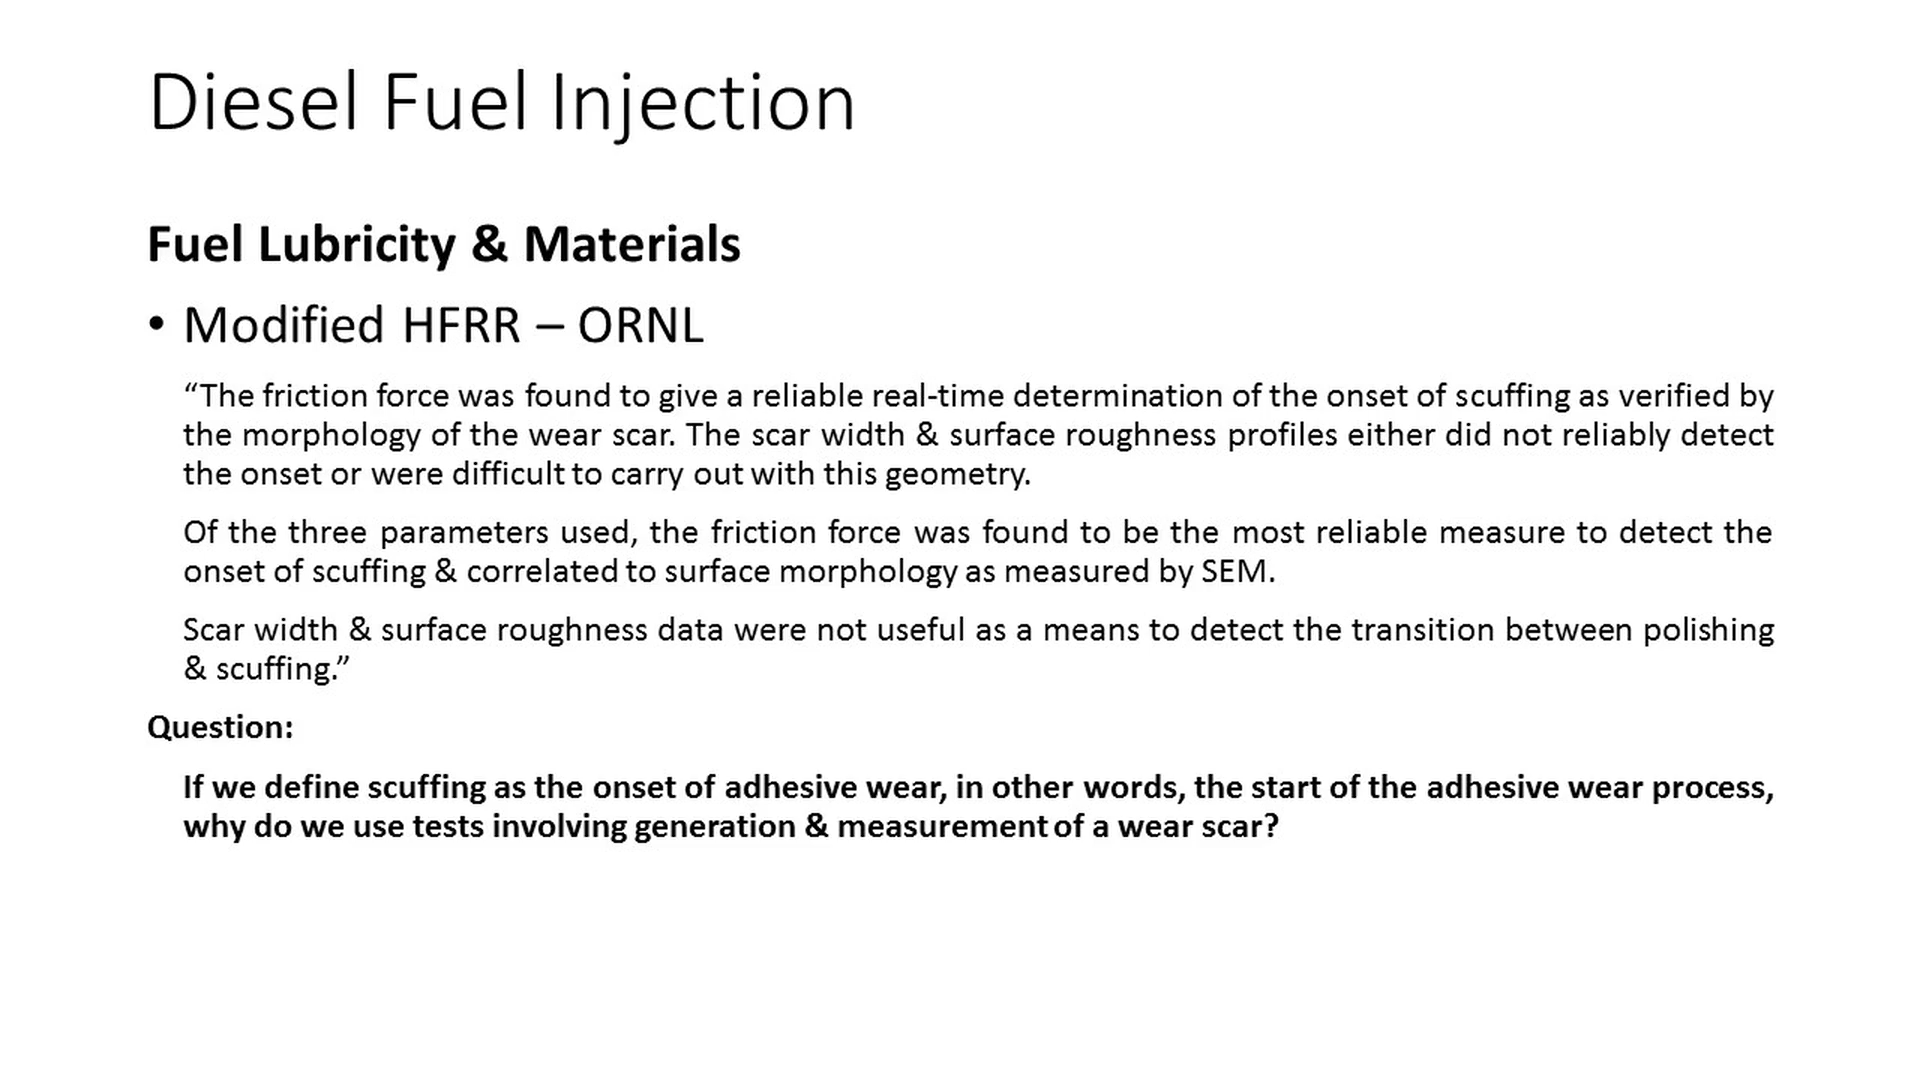 Diesel Fuel Injection
Fuel Lubricity & Materials
• Modified HFRR – ORNL
“The friction force was found to give a reliable real-time determination of the onset of scuffing as verified by
the morphology of the wear scar. The scar width & surface roughness profiles either did not reliably detect
the onset or were difficult to carry out with this geometry.
Of the three parameters used, the friction force was found to be the most reliable measure to detect the
onset of scuffing & correlated to surface morphology as measured by SEM.
Scar width & surface roughness data were not useful as a means to detect the transition between polishing
& scuffing.”
Question:
If we define scuffing as the onset of adhesive wear, in other words, the start of the adhesive wear process,
why do we use tests involving generation & measurement of a wear scar?